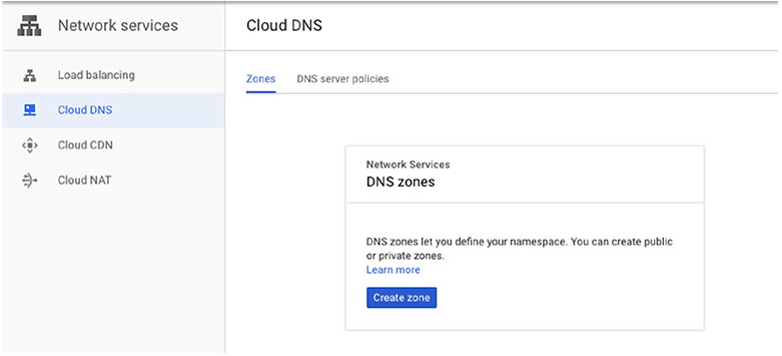 Network services
Cloud DNS
Load balancing
Cloud DNS
Cloud CDN
Cloud NAT
Zones DNS server policies
Network Services
DNS zones
DNS zones let you define your namespace. You can create public
or private zones.
Learn more
Create zone